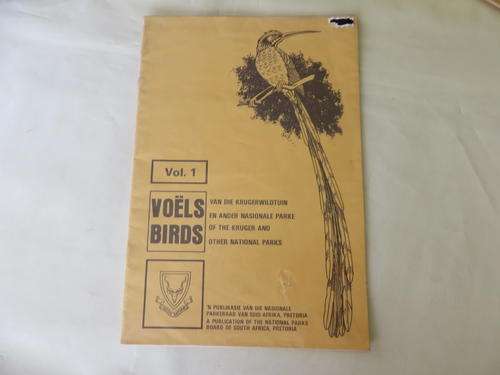 Vol. 1
VOËLS
BIRDS
VAN DIE KRUGERWILDTUIN
EN ANDER NASIONALE PARKE
OF THE KRUGER AND
OTHER NATIONAL PARKS
'N PUBLIKASIE VAN DIE NASIONALE
PARKERAAD VAN SUID AFRIKA, PRETORIA
A PUBLICATION OF THE NATIONAL PARKS
BOARD OF SOUTH AFRICA, PRETORIA